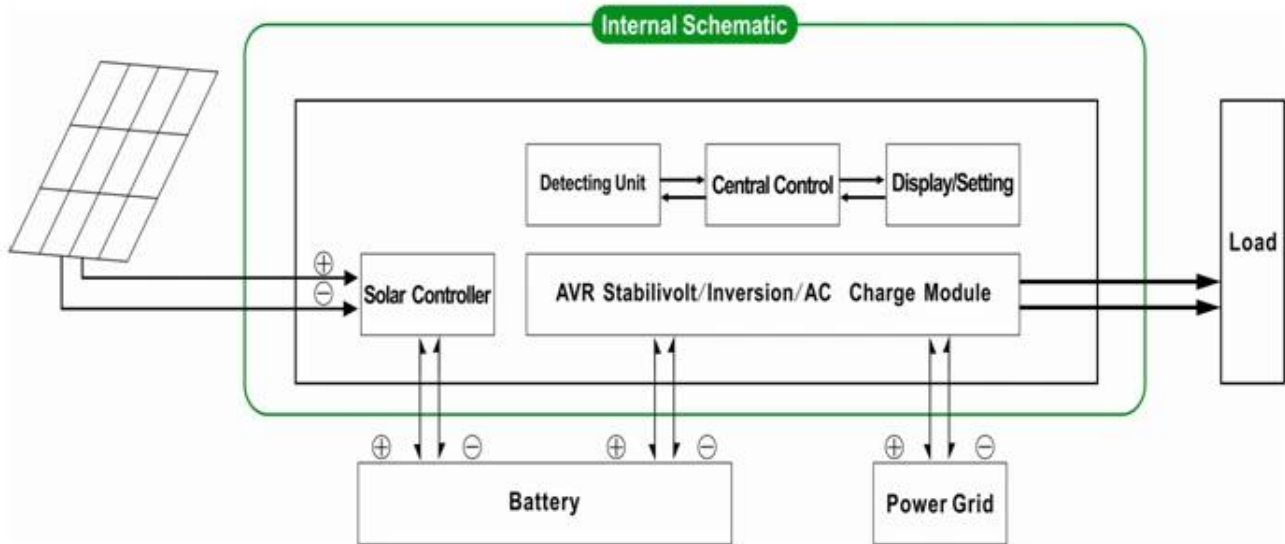 Internal Schematic
Detecting Unit
Central Control
Display/Setting
Load
⊕
⊖
Solar Controller
AVR Stabilivolt/Inversion/AC Charge Module
⊕ ⊖ ⊕ ⊖ ⊕ ⊖
Battery
Power Grid